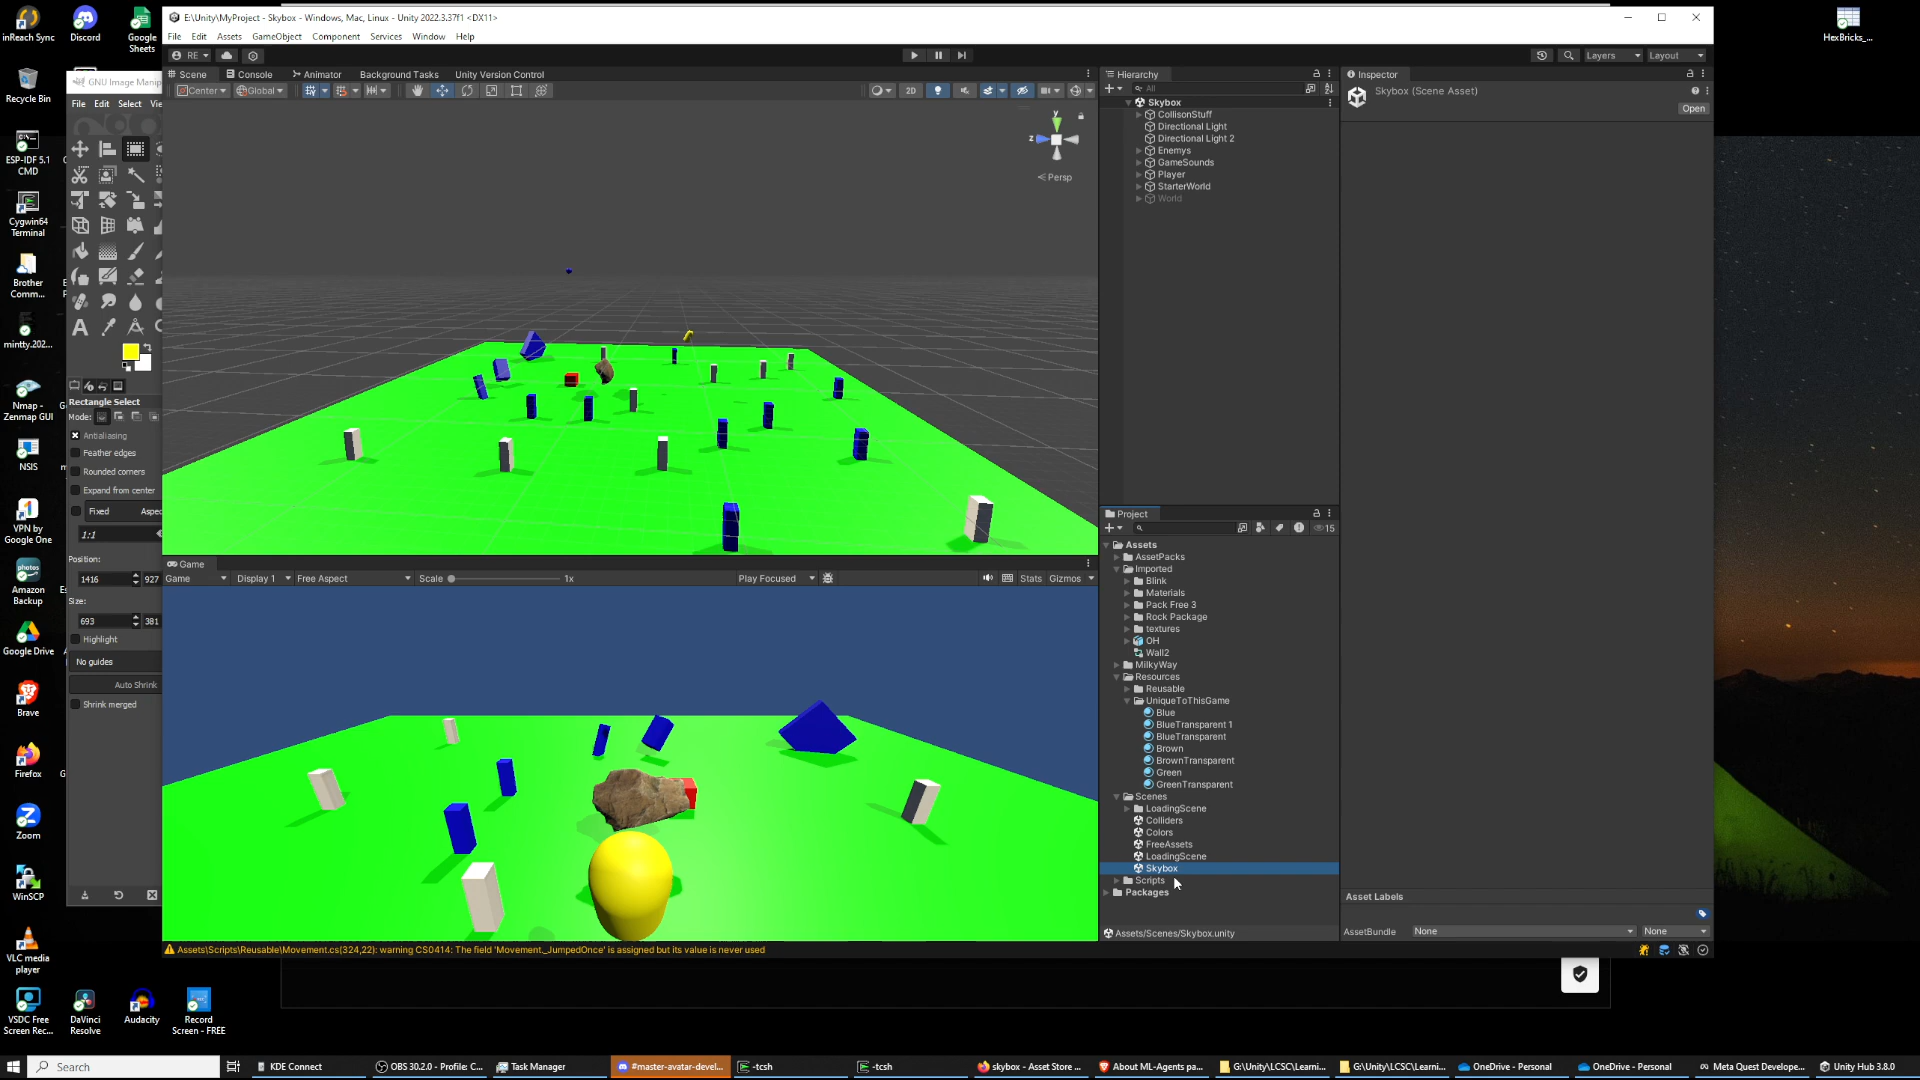 inReach Sync
Discord
Google
Sheets
Recycle Bin
ESP-IDF 5.1
CMD
Cygwin64
Terminal
Brother
Comm...
mintty.202...
Nmap -
Zenmap GUI
NSIS
VPN by
Google One
Amazon
Backup
Google Drive
Brave
Firefox
Zoom
WinSCP
VLC media
player
VSDC Free
Screen Rec...
DaVinci
Resolve
Audacity
Record
Screen - FREE
HexBricks_...
GNU Image Manip
File Edit Select
Rectangle Select
Mode:
Antialiasing
Feather edges
Rounded corners
Expand from center
Fixed
1:1
Position:
1416
927
Size:
693
381
Highlight
No guides
Auto Shrink
Shrink merged
E:\Unity\MyProject - Skybox - Windows, Mac, Linux - Unity 2022.3.37f1 <DX11>
File Edit Assets GameObject Component Services Window Help
RE
Layers
Layout
Scene Console Animator Background Tasks Unity Version Control
Center Global
2D
y
z
Persp
Game
Game Display 1 Free Aspect Scale 1x Play Focused Stats Gizmos
Hierarchy
All
Skybox
CollisonStuff
Directional Light
Directional Light 2
Enemys
GameSounds
Player
StarterWorld
World
Project
15
Assets
AssetPacks
Imported
Blink
Materials
Pack Free 3
Rock Package
textures
OH
Wall2
MilkyWay
Resources
Reusable
UniqueToThisGame
Blue
BlueTransparent 1
BlueTransparent
Brown
BrownTransparent
Green
GreenTransparent
Scenes
LoadingScene
Colliders
Colors
FreeAssets
LoadingScene
Skybox
Scripts
Packages
Assets/Scenes/Skybox.unity
Inspector
Skybox (Scene Asset)
Open
Asset Labels
AssetBundle None None
Assets\Scripts\Reusable\Movement.cs(324,22): warning CS0414: The field 'Movement._JumpedOnce' is assigned but its value is never used
Search
KDE Connect
OBS 30.2.0 - Profile: C...
Task Manager
#master-avatar-devel...
-tcsh
-tcsh
skybox - Asset Store ...
About ML-Agents pa...
G:\Unity\LCSC\Learni...
G:\Unity\LCSC\Learni...
OneDrive - Personal
OneDrive - Personal
Meta Quest Develope...
Unity Hub 3.8.0